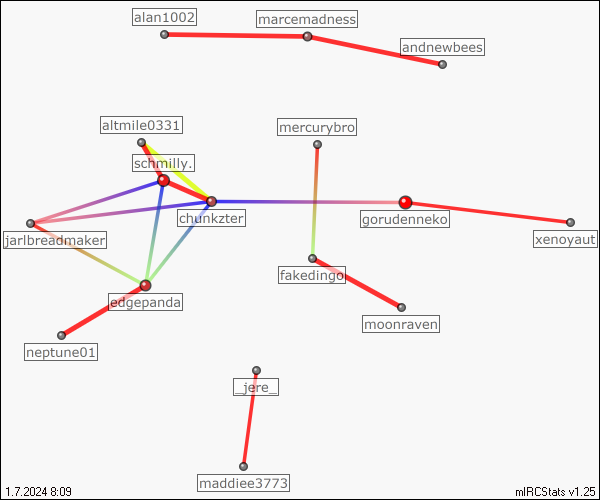 alan1002
marcemadness
andnewbees
altmile0331
mercurybro
schmilly.
chunkzter
gorudenneko
jarlbreadmaker
xenoyaut
fakedingo
edgepanda
moonraven
neptune01
_jere_
maddiee3773
1.7.2024 8:09
mIRCStats v1.25